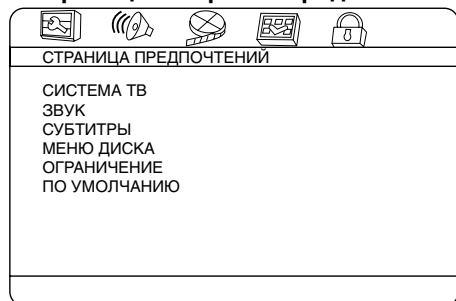 СТРАНИЦА ПРЕДПОЧТЕНИЙ
СИСТЕМА ТВ
ЗВУК
СУБТИТРЫ
МЕНЮ ДИСКА
ОГРАНИЧЕНИЕ
ПО УМОЛЧАНИЮ